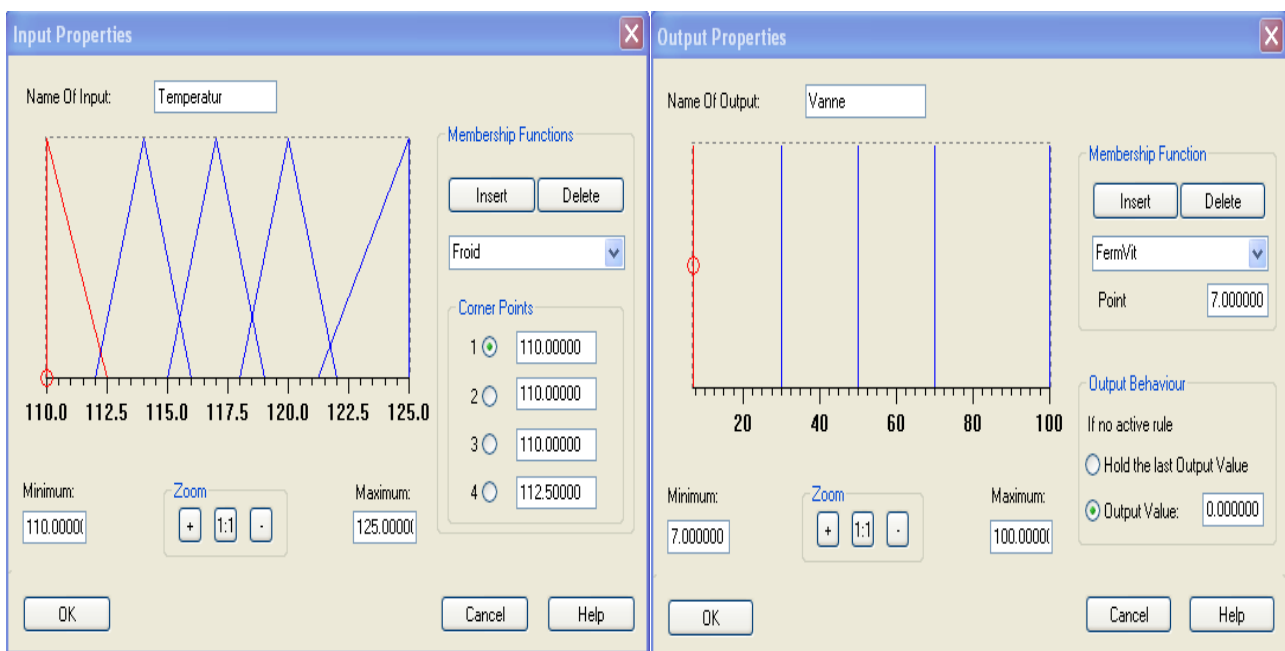 Input Properties
Name Of Input: Temperatur
Membership Functions
Insert Delete
Froid
Corner Points
1 110.00000
2 110.00000
3 110.00000
4 112.50000
110.0 112.5 115.0 117.5 120.0 122.5 125.0
Minimum: Zoom Maximum:
110.0000( + 1:1 - 125.0000(
OK Cancel Help
Output Properties
Name Of Output: Vanne
Membership Function
Insert Delete
FermVit
Point 7.000000
20 40 60 80 100
Output Behaviour
If no active rule
Hold the last Output Value
Output Value: 0.000000
Minimum: Zoom Maximum:
7.000000 + 1:1 - 100.0000(
OK Cancel Help